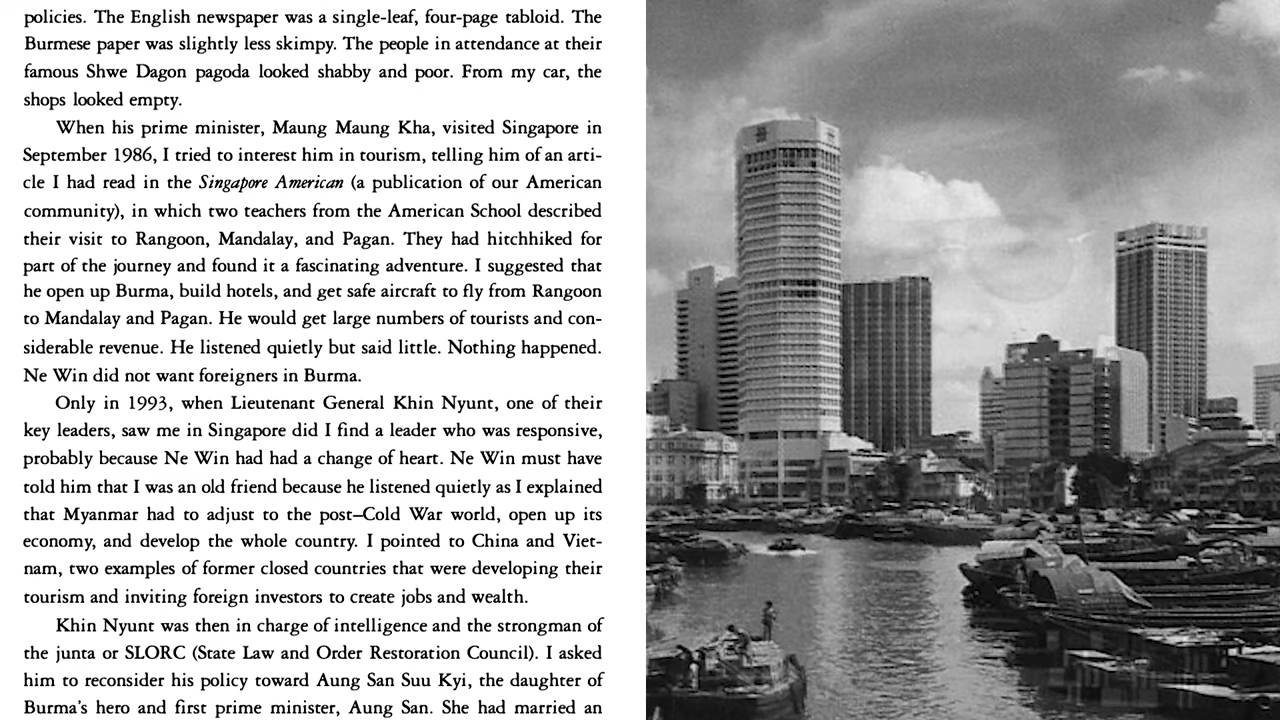 policies. The English newspaper was a single-leaf, four-page tabloid. The
Burmese paper was slightly less skimpy. The people in attendance at their
famous Shwe Dagon pagoda looked shabby and poor. From my car, the
shops looked empty.
When his prime minister, Maung Maung Kha, visited Singapore in
September 1986, I tried to interest him in tourism, telling him of an arti-
cle I had read in the Singapore American (a publication of our American
community), in which two teachers from the American School described
their visit to Rangoon, Mandalay, and Pagan. They had hitchhiked for
part of the journey and found it a fascinating adventure. I suggested that
he open up Burma, build hotels, and get safe aircraft to fly from Rangoon
to Mandalay and Pagan. He would get large numbers of tourists and con-
siderable revenue. He listened quietly but said little. Nothing happened.
Ne Win did not want foreigners in Burma.
Only in 1993, when Lieutenant General Khin Nyunt, one of their
key leaders, saw me in Singapore did I find a leader who was responsive,
probably because Ne Win had had a change of heart. Ne Win must have
told him that I was an old friend because he listened quietly as I explained
that Myanmar had to adjust to the post–Cold War world, open up its
economy, and develop the whole country. I pointed to China and Viet-
nam, two examples of former closed countries that were developing their
tourism and inviting foreign investors to create jobs and wealth.
Khin Nyunt was then in charge of intelligence and the strongman of
the junta or SLORC (State Law and Order Restoration Council). I asked
him to reconsider his policy toward Aung San Suu Kyi, the daughter of
Burma's hero and first prime minister, Aung San. She had married an